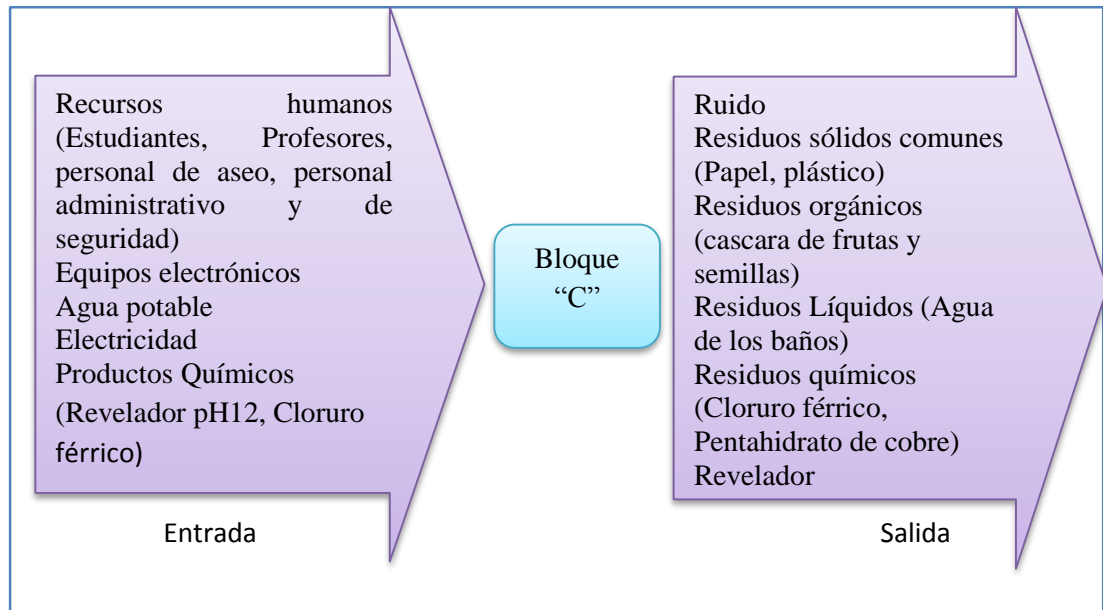 Recursos humanos
(Estudiantes, Profesores,
personal de aseo, personal
administrativo y de
seguridad)
Equipos electrónicos
Agua potable
Electricidad
Productos Químicos
(Revelador pH12, Cloruro
férrico)
Entrada
Bloque
“C”
Ruido
Residuos sólidos comunes
(Papel, plástico)
Residuos orgánicos
(cascara de frutas y
semillas)
Residuos Líquidos (Agua
de los baños)
Residuos químicos
(Cloruro férrico,
Pentahidrato de cobre)
Revelador
Salida